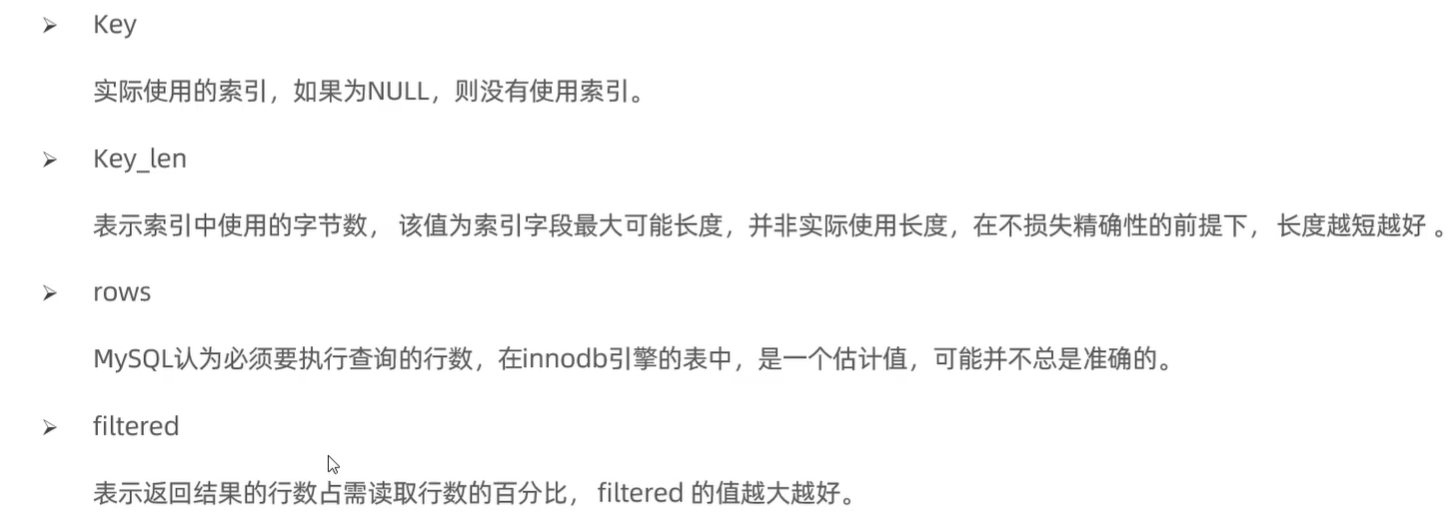 ➢ Key
实际使用的索引，如果为NULL，则没有使用索引。
➢ Key_len
表示索引中使用的字节数， 该值为索引字段最大可能长度，并非实际使用长度，在不损失精确性的前提下， 长度越短越好 。
➢ rows
MySQL认为必须要执行查询的行数，在innodb引擎的表中，是一个估计值，可能并不总是准确的。
➢ filtered
表示返回结果的行数占需读取行数的百分比， filtered 的值越大越好。